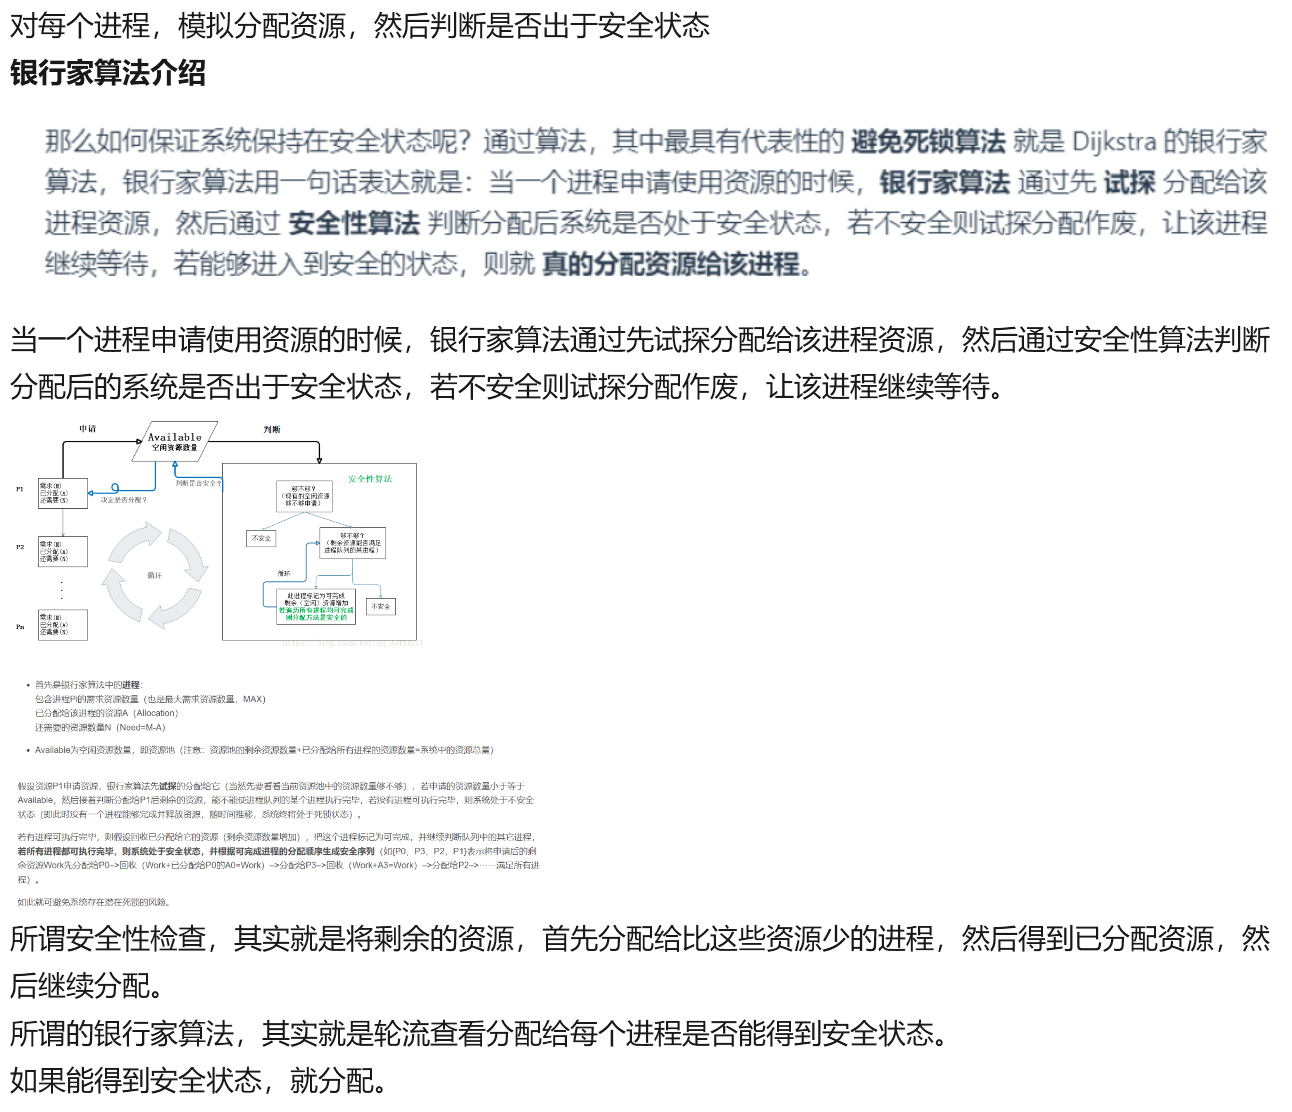 对每个进程，模拟分配资源，然后判断是否出于安全状态
银行家算法介绍
那么如何保证系统保持在安全状态呢？通过算法，其中最具有代表性的 避免死锁算法 就是 Dijkstra 的银行家
算法，银行家算法用一句话表达就是：当一个进程申请使用资源的时候，银行家算法 通过先 试探 分配给该
进程资源，然后通过 安全性算法 判断分配后系统是否处于安全状态，若不安全则试探分配作废，让该进程
继续等待，若能够进入到安全的状态，则就 真的分配资源给该进程。
当一个进程申请使用资源的时候，银行家算法通过先试探分配给该进程资源，然后通过安全性算法判断
分配后的系统是否出于安全状态，若不安全则试探分配作废，让该进程继续等待。
申请
Available
空闲资源数量
判断
P1
需求(M)
已分配(A)
还需要(N)
决定是否分配？
判断是否安全？
安全性算法
够不够？
(现有的空闲资源
够不够申请)
不安全
够不够？
(剩余资源能否满足
进程队列的某进程)
循环
此进程标记为可完成
剩余(空闲)资源增加
若遍历所有进程均可完成
则分配方法是安全的
不安全
P2
需求(M)
已分配(A)
还需要(N)
循环
Pn
需求(M)
已分配(A)
还需要(N)
• 首先是银行家算法中的进程：
包含进程Pi的需求资源数量（也是最大需求资源数量，MAX）
已分配给该进程的资源A（Allocation）
还需要的资源数量N（Need=M-A）
• Available为空闲资源数量，即资源池（注意：资源池的剩余资源数量+已分配给所有进程的资源数量=系统中的资源总量）
假设资源P1申请资源，银行家算法先试探的分配给它（当然先要看看当前资源池中的资源数量够不够），若申请的资源数量小于等于
Available，然后接着判断分配给P1后剩余的资源，能不能使进程队列的某个进程执行完毕，若没有进程可执行完毕，则系统处于不安全
状态（即此时没有一个进程能够完成并释放资源，随时间推移，系统终将处于死锁状态）。
若有进程可执行完毕，则假设回收已分配给它的资源（剩余资源数量增加），把这个进程标记为可完成，并继续判断队列中的其它进程，
若所有进程都可执行完毕，则系统处于安全状态，并根据可完成进程的分配顺序生成安全序列（如{P0，P3，P2，P1}表示将申请后的剩
余资源Work先分配给P0–>回收（Work+已分配给P0的A0=Work）–>分配给P3–>回收（Work+A3=Work）–>分配给P2–>······满足所有进
程）。
如此就可避免系统存在潜在死锁的风险。
所谓安全性检查，其实就是将剩余的资源，首先分配给比这些资源少的进程，然后得到已分配资源，然
后继续分配。
所谓的银行家算法，其实就是轮流查看分配给每个进程是否能得到安全状态。
如果能得到安全状态，就分配。